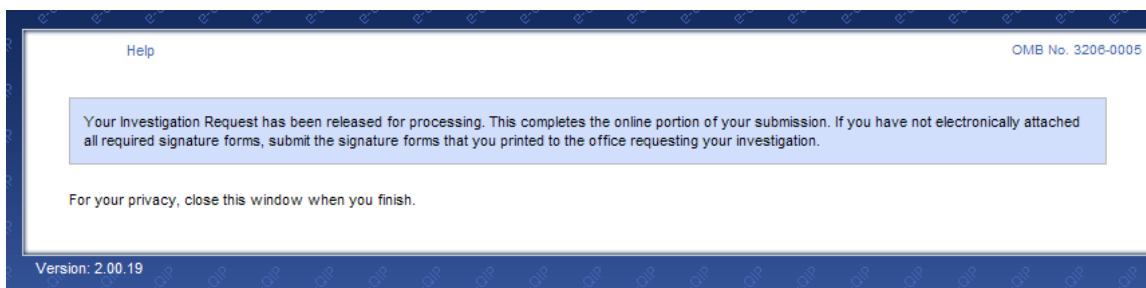 Help
OMB No. 3206-0005
Your Investigation Request has been released for processing. This completes the online portion of your submission. If you have not electronically attached
all required signature forms, submit the signature forms that you printed to the office requesting your investigation.
For your privacy, close this window when you finish.
Version: 2.00.19